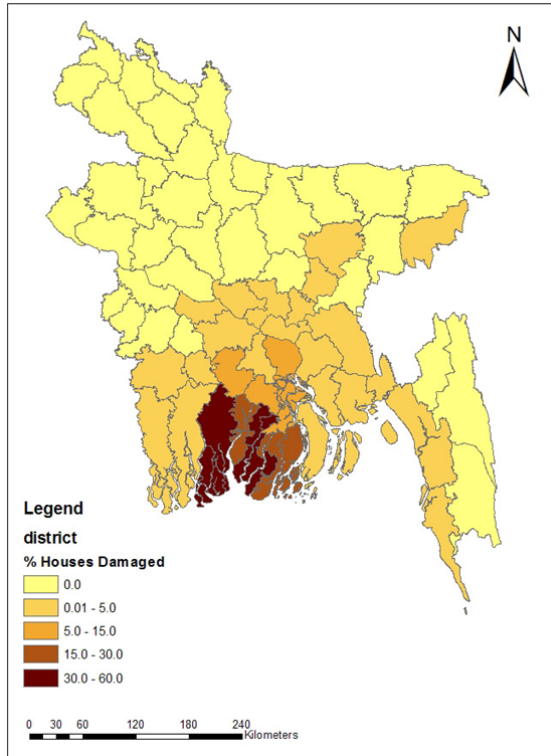 N
Legend
district
% Houses Damaged
0.0
0.01 - 5.0
5.0 - 15.0
15.0 - 30.0
30.0 - 60.0
0 15 30 60 120 180 240
Kilometers